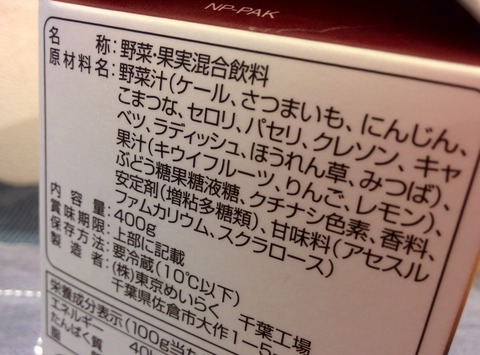 NP-PAK
名称:野菜・果実混合飲料
原材料名:野菜汁(ケール、さつまいも、にんじん、
こまつな、セロリ、パセリ、クレソン、キャ
ベツ、ラディッシュ、ほうれん草、みつば)、
果汁(キウイフルーツ、りんご、レモン)、
ぶどう糖果糖液糖、クチナシ色素、香料、
安定剤(増粘多糖類)、甘味料(アセスル
ファムカリウム、スクラロース)
内容量:400g
賞味期限:上部に記載
保存方法:要冷蔵(10℃以下)
製造者:(株)東京めいらく 千葉工場
千葉県佐倉市大作1-5
栄養成分表示(100g当た
エネルギー
たんぱく質